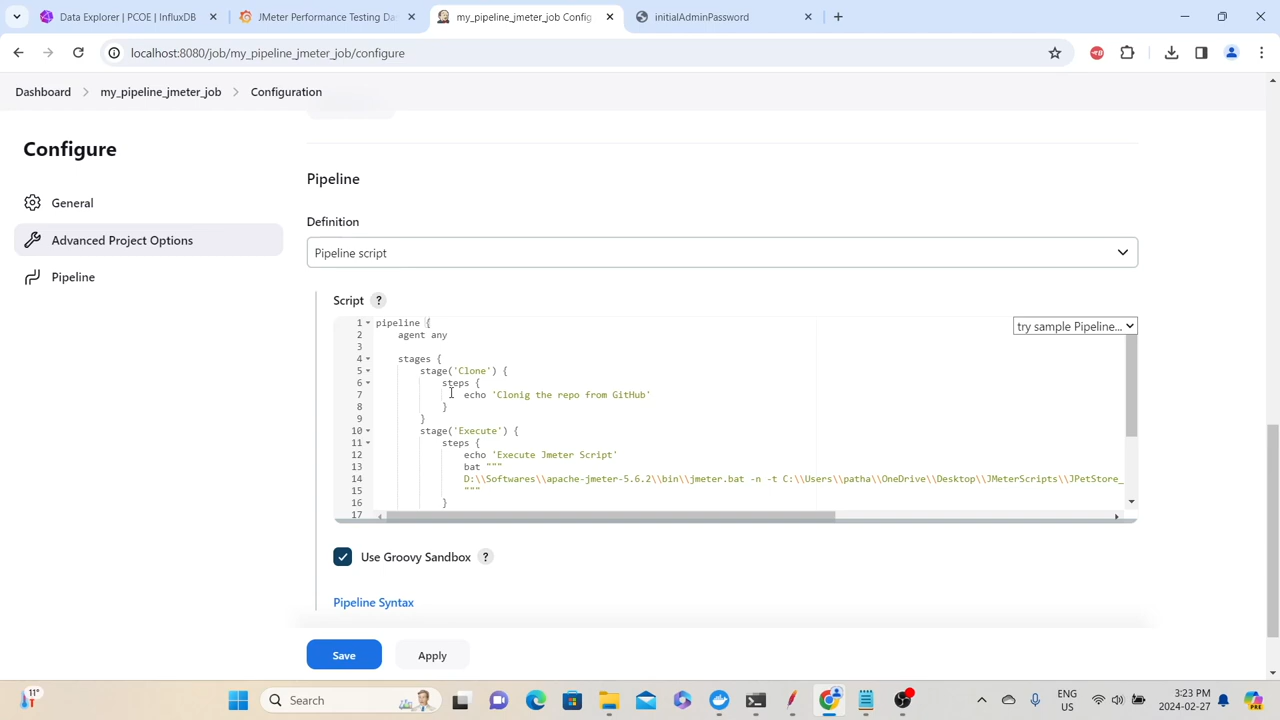 Data Explorer | PCOE | InfluxDB
JMeter Performance Testing Da
my_pipeline_jmeter_job Config
initialAdminPassword
localhost:8080/job/my_pipeline_jmeter_job/configure
Dashboard > my_pipeline_jmeter_job > Configuration
Configure
General
Advanced Project Options
Pipeline
Pipeline
Definition
Pipeline script
Script ?
try sample Pipeline...
1 pipeline {
2 agent any
3
4 stages {
5 stage('Clone') {
6 steps {
7 echo 'Clonig the repo from GitHub'
8 }
9 }
10 stage('Execute') {
11 steps {
12 echo 'Execute Jmeter Script'
13 bat """
14 D:\\Softwares\\apache-jmeter-5.6.2\\bin\\jmeter.bat -n -t C:\\Users\\patha\\OneDrive\\Desktop\\JMeterScripts\\JPetStore_
15 """
16 }
17
Use Groovy Sandbox ?
Pipeline Syntax
Save
Apply
11°
Search
ENG
US
3:23 PM
2024-02-27